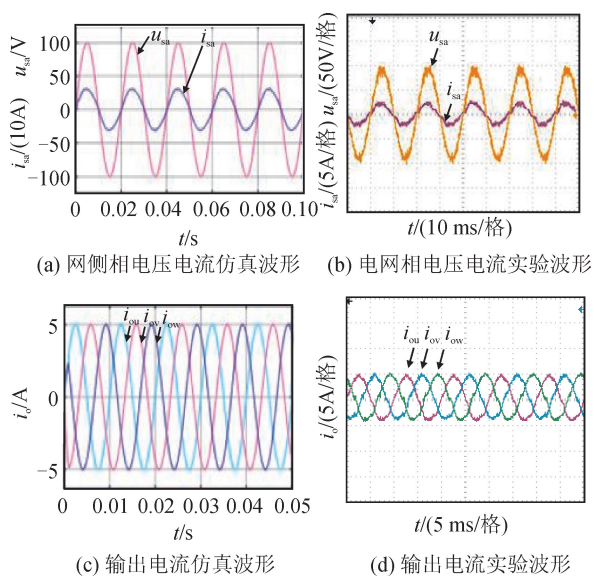 i_sa/(10A) u_sa/V
100
50
0
−50
−100
u_sa
i_sa
0 0.02 0.04 0.06 0.08 0.10
t/s
(a) 网侧相电压电流仿真波形
i_sa/(5A/格) u_sa/(50V/格)
u_sa
i_sa
t/(10 ms/格)
(b) 电网相电压电流实验波形
i_o/A
5
0
−5
i_ou i_ov i_ow
0 0.01 0.02 0.03 0.04 0.05
t/s
(c) 输出电流仿真波形
i_o/(5A/格)
i_ou i_ov i_ow
t/(5 ms/格)
(d) 输出电流实验波形